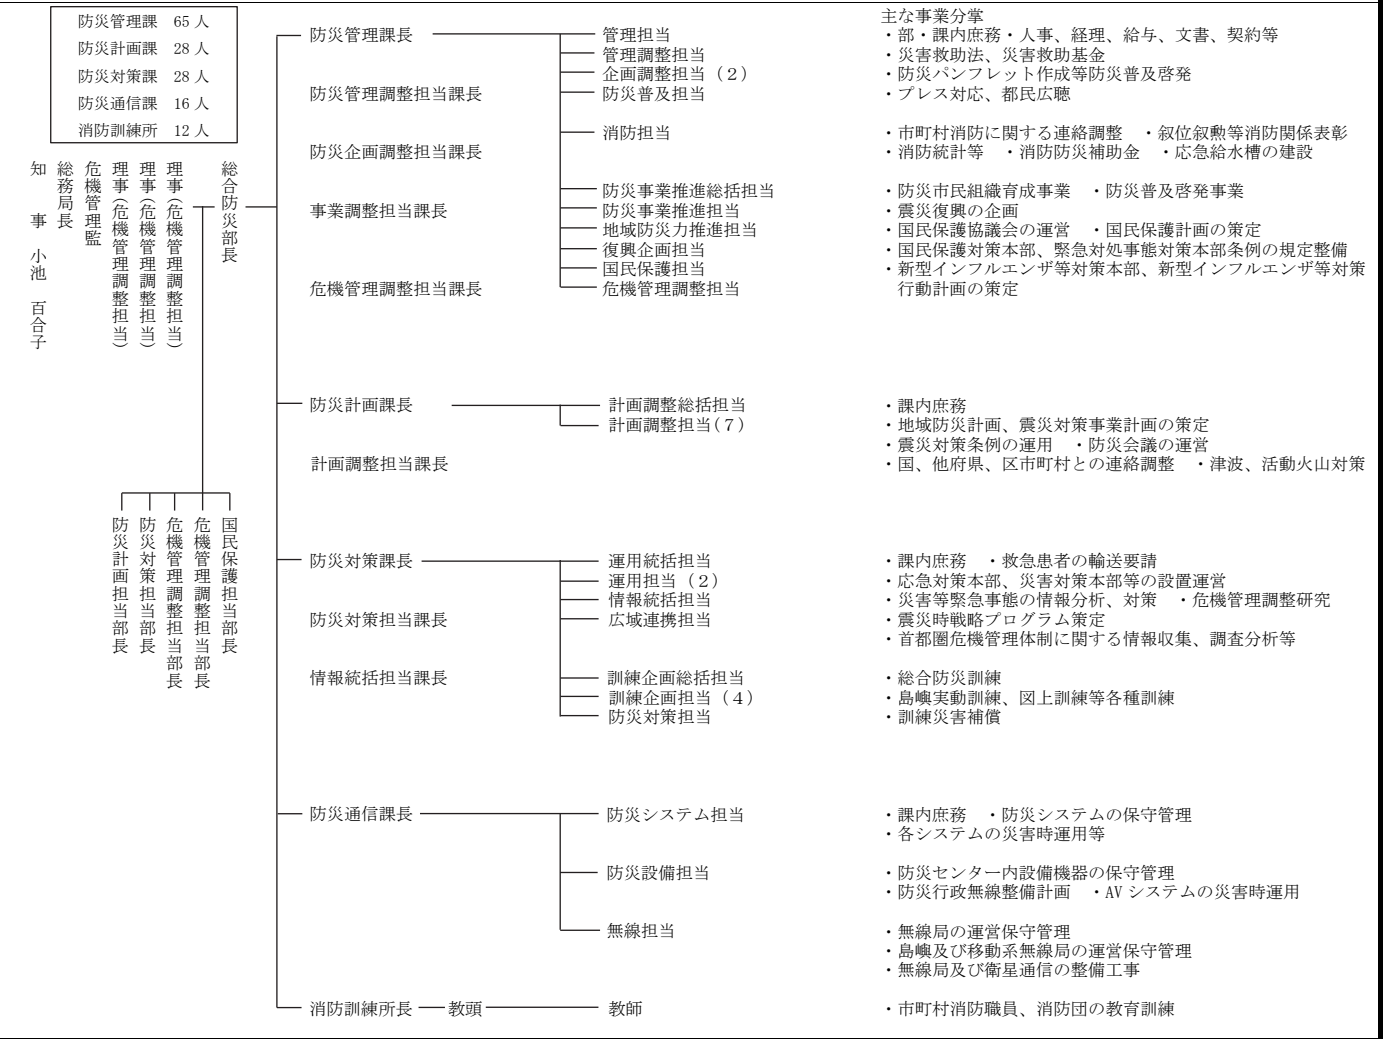 防災管理課 65人
防災計画課 28人
防災対策課 28人
防災通信課 16人
消防訓練所 12人
知事 小池 百合子
総務局長
危機管理監
理事(危機管理調整担当)
理事(危機管理調整担当)
理事(危機管理調整担当)
総合防災部長
防災計画担当部長
防災対策担当部長
危機管理調整担当部長
危機管理調整担当部長
国民保護担当部長
主な事業分掌
防災管理課長
防災管理調整担当課長
防災企画調整担当課長
事業調整担当課長
危機管理調整担当課長
管理担当
管理調整担当
企画調整担当(2)
防災普及担当
消防担当
防災事業推進総括担当
防災事業推進担当
地域防災力推進担当
復興企画担当
国民保護担当
危機管理調整担当
・部・課内庶務・人事、経理、給与、文書、契約等
・災害救助法、災害救助基金
・防災パンフレット作成等防災普及啓発
・プレス対応、都民広聴
・市町村消防に関する連絡調整 ・叙位叙勲等消防関係表彰
・消防統計等 ・消防防災補助金 ・応急給水槽の建設
・防災市民組織育成事業 ・防災普及啓発事業
・震災復興の企画
・国民保護協議会の運営 ・国民保護計画の策定
・国民保護対策本部、緊急対処事態対策本部条例の規定整備
・新型インフルエンザ等対策本部、新型インフルエンザ等対策
行動計画の策定
防災計画課長
計画調整担当課長
計画調整総括担当
計画調整担当(7)
・課内庶務
・地域防災計画、震災対策事業計画の策定
・震災対策条例の運用 ・防災会議の運営
・国、他府県、区市町村との連絡調整 ・津波、活動火山対策
防災対策課長
防災対策担当課長
情報統括担当課長
運用統括担当
運用担当(2)
情報統括担当
広域連携担当
訓練企画総括担当
訓練企画担当(4)
防災対策担当
・課内庶務 ・救急患者の輸送要請
・応急対策本部、災害対策本部等の設置運営
・災害等緊急事態の情報分析、対策 ・危機管理調整研究
・震災時戦略プログラム策定
・首都圏危機管理体制に関する情報収集、調査分析等
・総合防災訓練
・島嶼実動訓練、図上訓練等各種訓練
・訓練災害補償
防災通信課長
防災システム担当
防災設備担当
無線担当
・課内庶務 ・防災システムの保守管理
・各システムの災害時運用等
・防災センター内設備機器の保守管理
・防災行政無線整備計画 ・AVシステムの災害時運用
・無線局の運営保守管理
・島嶼及び移動系無線局の運営保守管理
・無線局及び衛星通信の整備工事
消防訓練所長 教頭 教師
・市町村消防職員、消防団の教育訓練